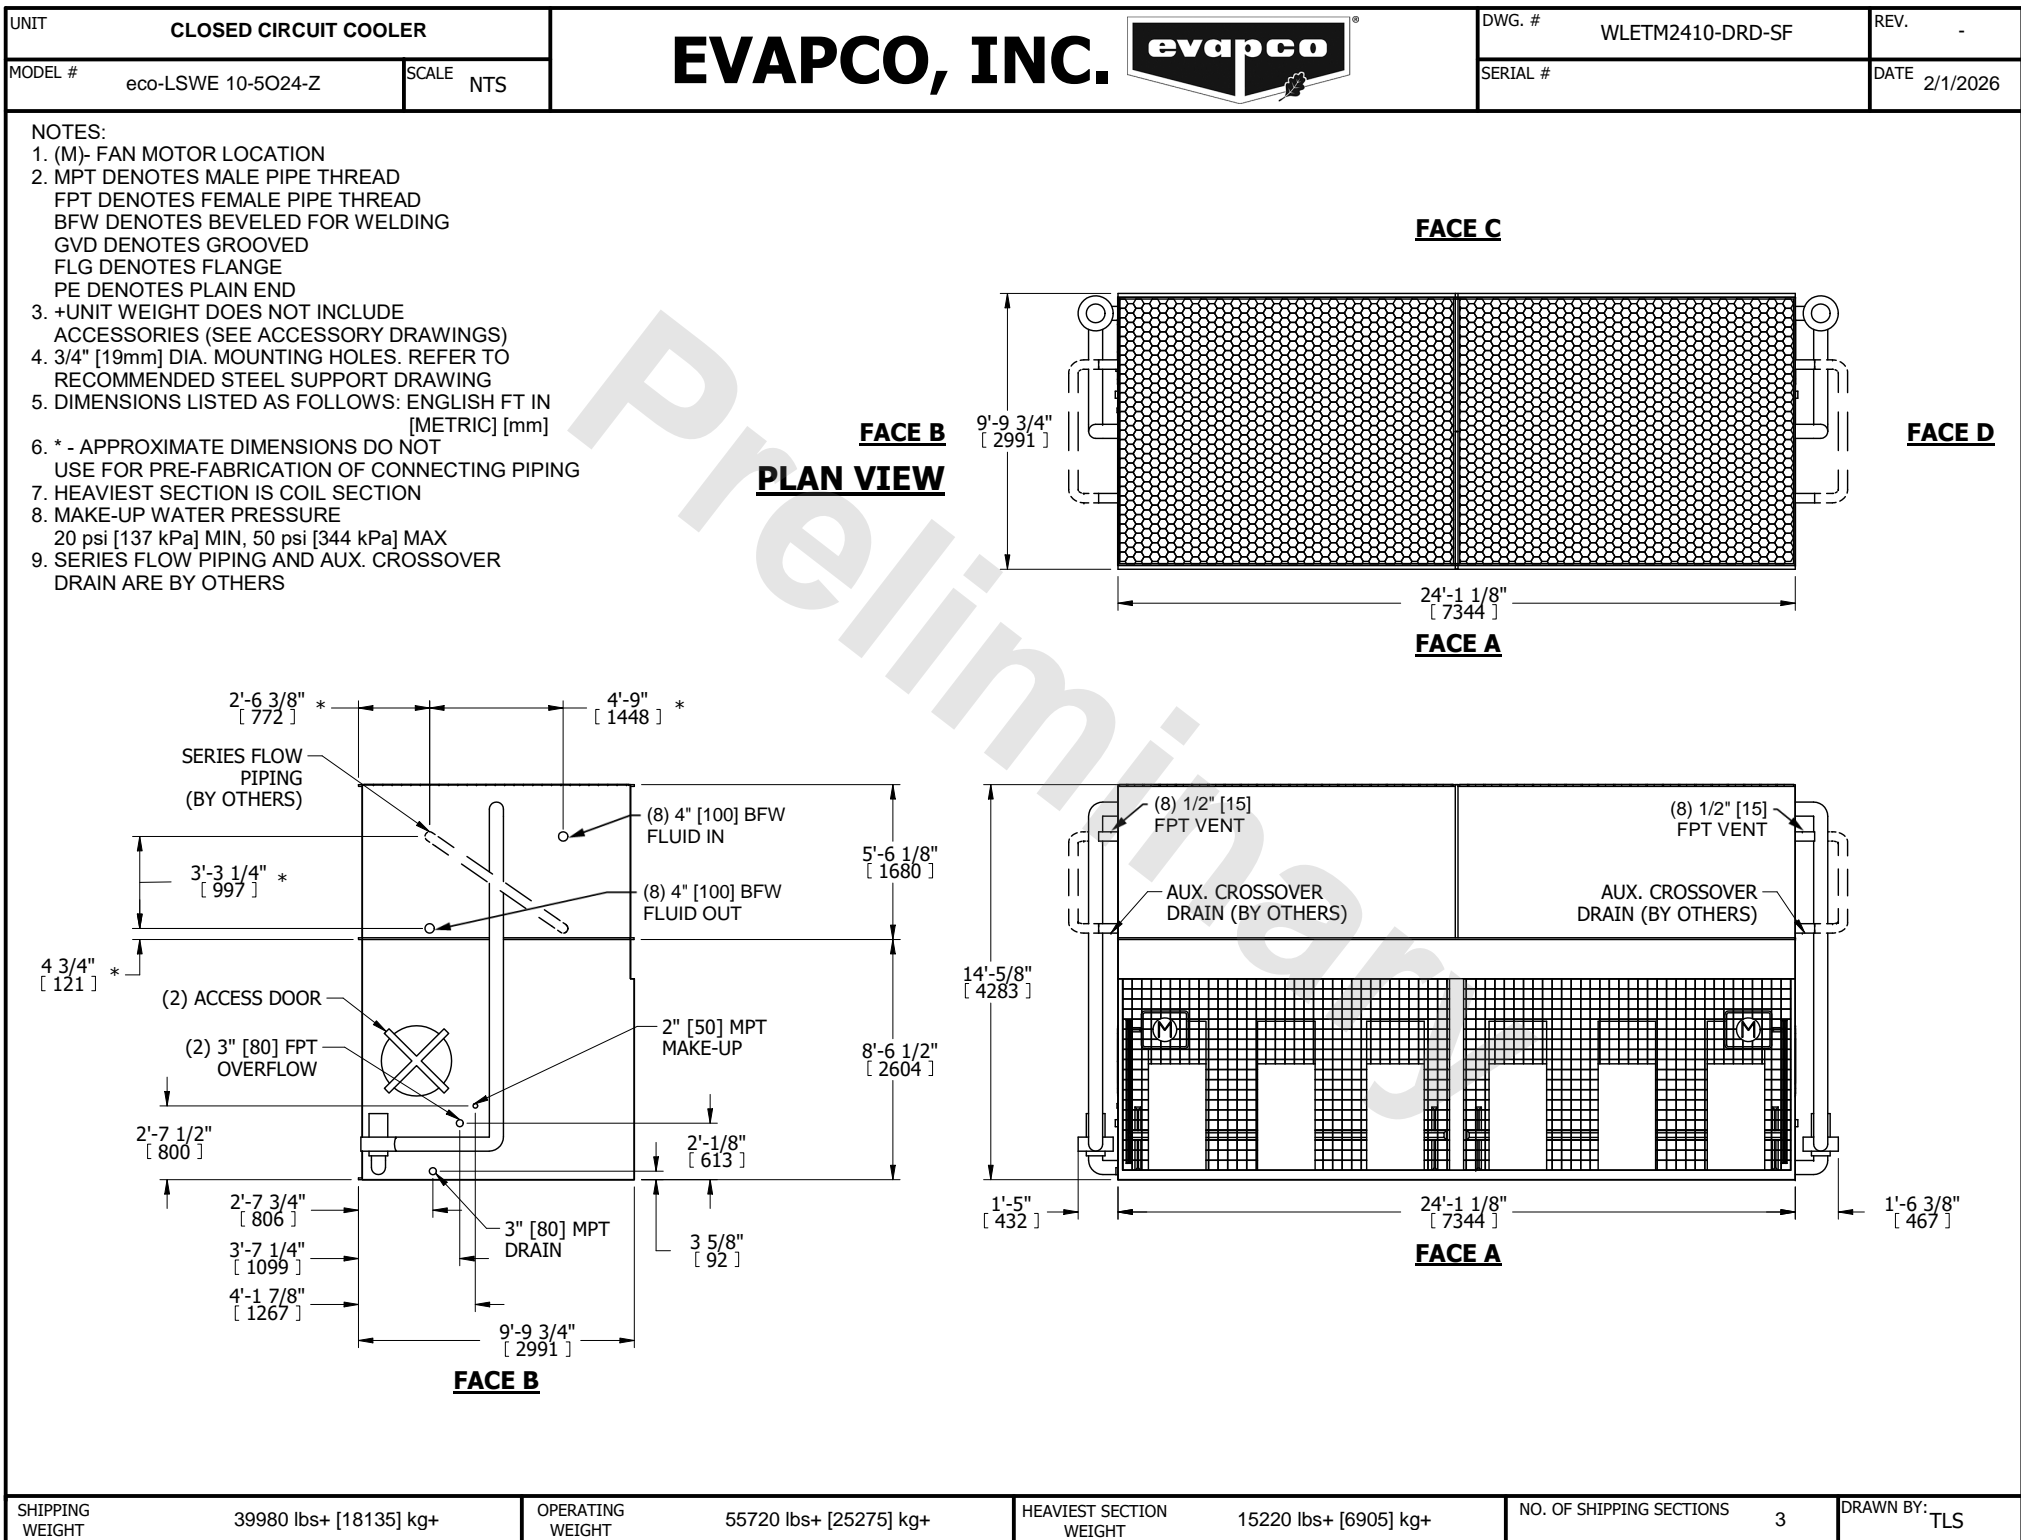 UNIT
CLOSED CIRCUIT COOLER
MODEL #
eco-LSWE 10-5O24-Z
SCALE
NTS
EVAPCO, INC.
evapco
®
DWG. #
WLETM2410-DRD-SF
REV.
-
SERIAL #
DATE
2/1/2026
NOTES:
1. (M)- FAN MOTOR LOCATION
2. MPT DENOTES MALE PIPE THREAD
FPT DENOTES FEMALE PIPE THREAD
BFW DENOTES BEVELED FOR WELDING
GVD DENOTES GROOVED
FLG DENOTES FLANGE
PE DENOTES PLAIN END
3. +UNIT WEIGHT DOES NOT INCLUDE
ACCESSORIES (SEE ACCESSORY DRAWINGS)
4. 3/4" [19mm] DIA. MOUNTING HOLES. REFER TO
RECOMMENDED STEEL SUPPORT DRAWING
5. DIMENSIONS LISTED AS FOLLOWS: ENGLISH FT IN
[METRIC] [mm]
6. * - APPROXIMATE DIMENSIONS DO NOT
USE FOR PRE-FABRICATION OF CONNECTING PIPING
7. HEAVIEST SECTION IS COIL SECTION
8. MAKE-UP WATER PRESSURE
20 psi [137 kPa] MIN, 50 psi [344 kPa] MAX
9. SERIES FLOW PIPING AND AUX. CROSSOVER
DRAIN ARE BY OTHERS
Preliminary
FACE C
FACE B
PLAN VIEW
9'-9 3/4"
[ 2991 ]
FACE D
24'-1 1/8"
[ 7344 ]
FACE A
2'-6 3/8" *
[ 772 ]
4'-9" *
[ 1448 ]
SERIES FLOW
PIPING
(BY OTHERS)
(8) 4" [100] BFW
FLUID IN
3'-3 1/4" *
[ 997 ]
5'-6 1/8"
[ 1680 ]
(8) 4" [100] BFW
FLUID OUT
4 3/4" *
[ 121 ]
(2) ACCESS DOOR
(2) 3" [80] FPT
OVERFLOW
2" [50] MPT
MAKE-UP
8'-6 1/2"
[ 2604 ]
2'-7 1/2"
[ 800 ]
2'-1/8"
[ 613 ]
2'-7 3/4"
[ 806 ]
3" [80] MPT
DRAIN
3 5/8"
[ 92 ]
3'-7 1/4"
[ 1099 ]
4'-1 7/8"
[ 1267 ]
9'-9 3/4"
[ 2991 ]
FACE B
(8) 1/2" [15]
FPT VENT
(8) 1/2" [15]
FPT VENT
AUX. CROSSOVER
DRAIN (BY OTHERS)
AUX. CROSSOVER
DRAIN (BY OTHERS)
14'-5/8"
[ 4283 ]
M
M
1'-5"
[ 432 ]
24'-1 1/8"
[ 7344 ]
1'-6 3/8"
[ 467 ]
FACE A
SHIPPING
WEIGHT
39980 lbs+ [18135] kg+
OPERATING
WEIGHT
55720 lbs+ [25275] kg+
HEAVIEST SECTION
WEIGHT
15220 lbs+ [6905] kg+
NO. OF SHIPPING SECTIONS
3
DRAWN BY:
TLS